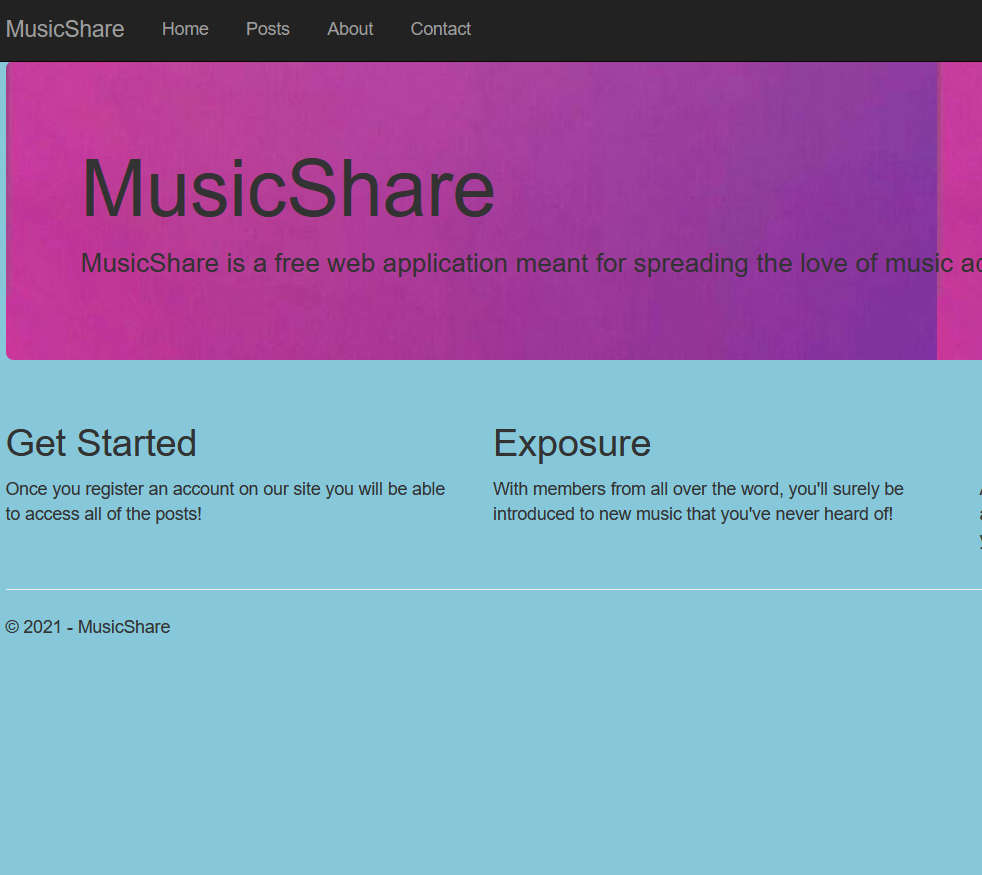 MusicShare Home Posts About Contact
MusicShare
MusicShare is a free web application meant for spreading the love of music
Get Started
Once you register an account on our site you will be able
to access all of the posts!
Exposure
With members from all over the word, you'll surely be
introduced to new music that you've never heard of!
© 2021 - MusicShare